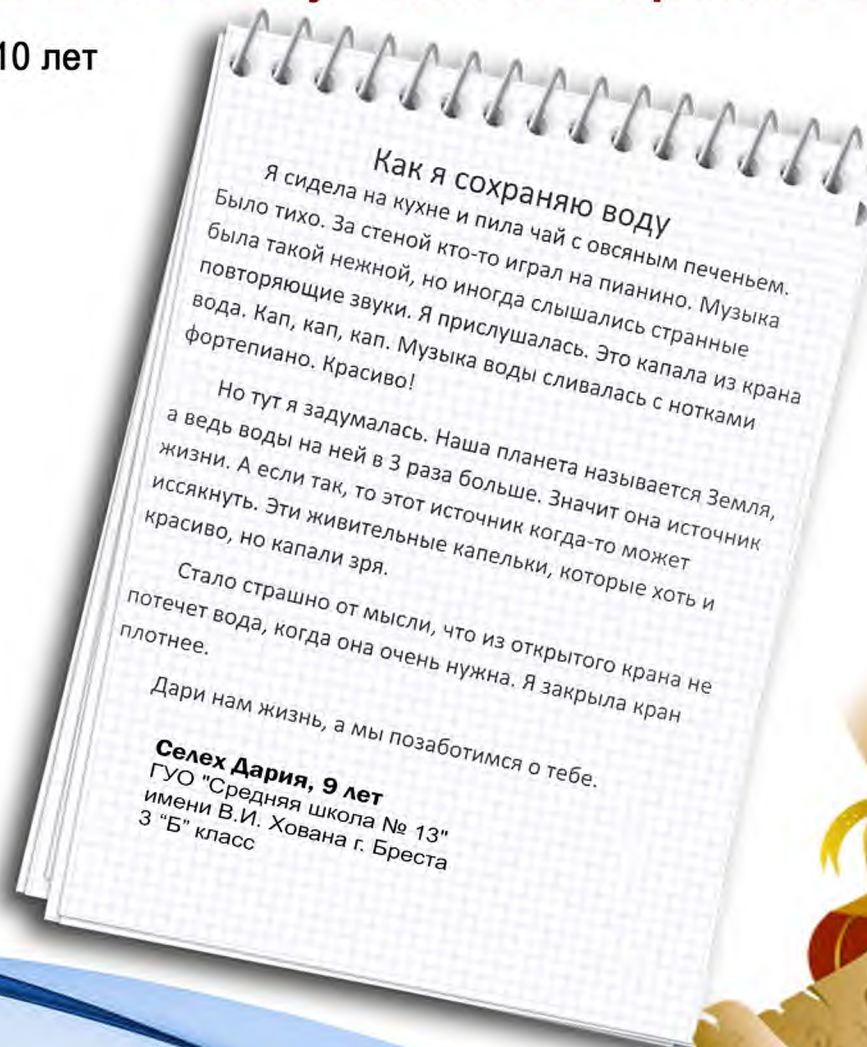 10 лет
Как я сохраняю воду
Я сидела на кухне и пила чай с овсяным печеньем.
Было тихо. За стеной кто-то играл на пианино. Музыка
была такой нежной, но иногда слышались странные
повторяющие звуки. Я прислушалась. Это капала из крана
вода. Кап, кап, кап. Музыка воды сливалась с нотками
фортепиано. Красиво!
Но тут я задумалась. Наша планета называется Земля,
а ведь воды на ней в 3 раза больше. Значит она источник
жизни. А если так, то этот источник когда-то может
иссякнуть. Эти живительные капельки, которые хоть и
красиво, но капали зря.
Стало страшно от мысли, что из открытого крана не
потечет вода, когда она очень нужна. Я закрыла кран
плотнее.
Дари нам жизнь, а мы позаботимся о тебе.
Селех Дария, 9 лет
ГУО "Средняя школа № 13"
имени В.И. Хована г. Бреста
3 “Б” класс